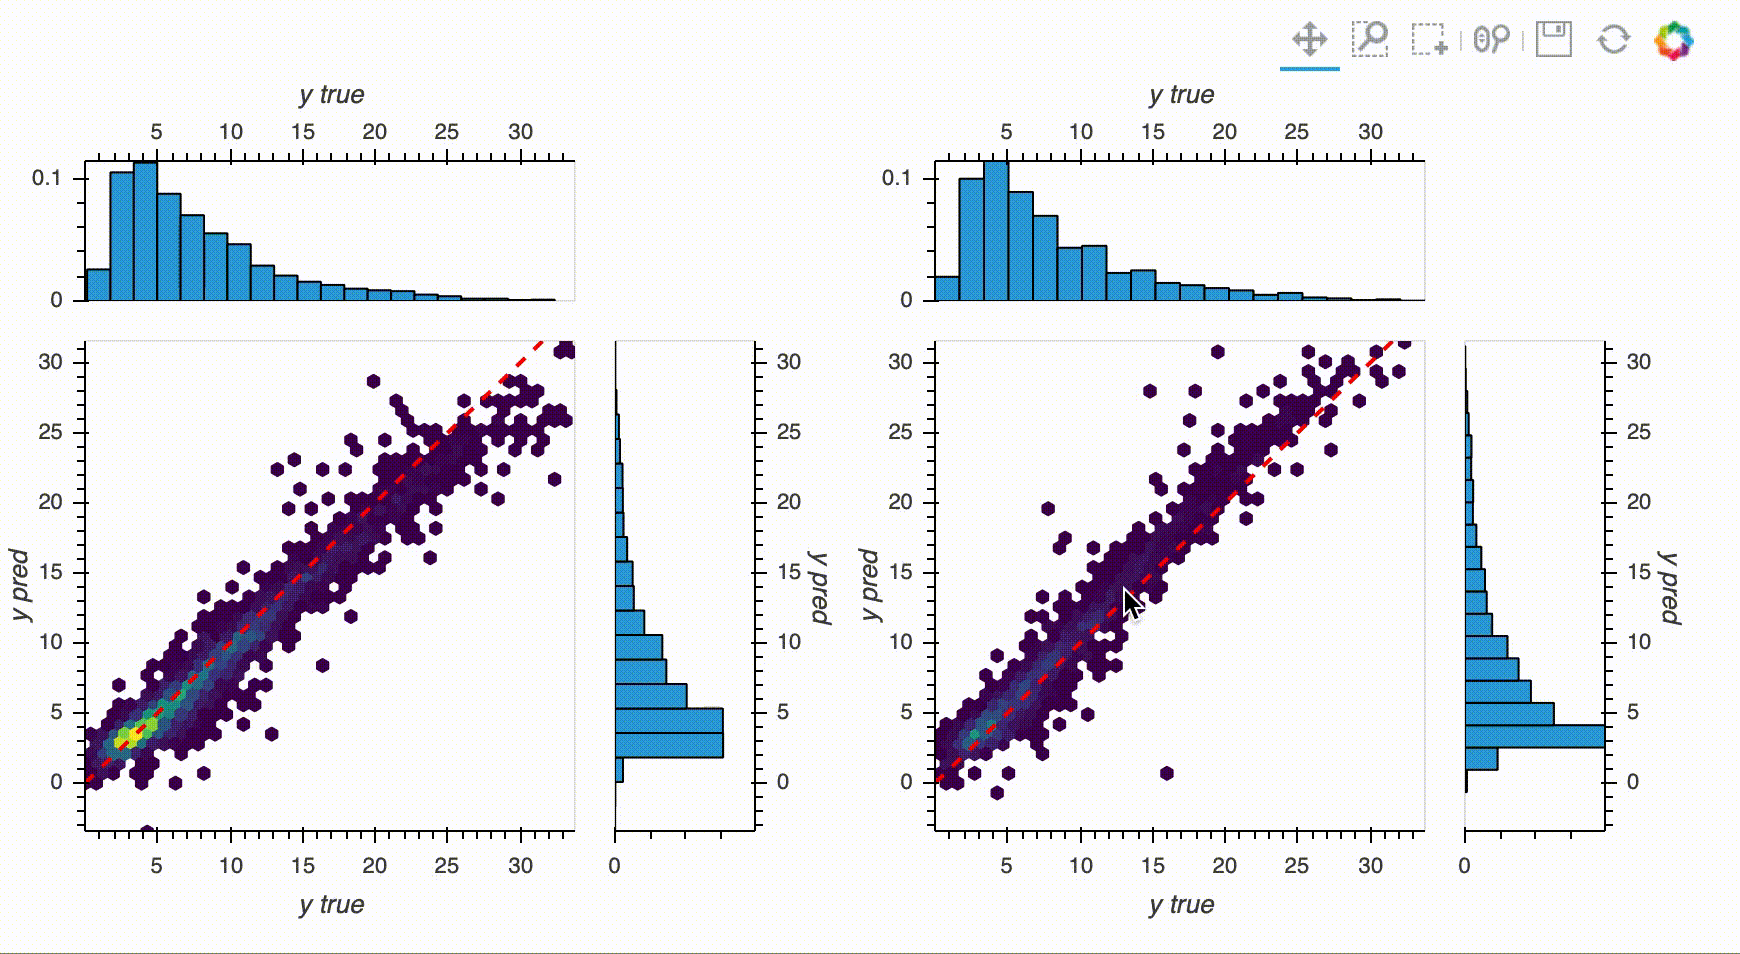 y true
y true
5 10 15 20 25 30
5 10 15 20 25 30
0.1
0.1
0
0
30 30 30 30
25 25 25 25
20 20 20 20
15 15 15 15
y pred y pred y pred y pred
10 10 10 10
5 5 5 5
0 0 0 0
5 10 15 20 25 30 0 5 10 15 20 25 30 0
y true
y true